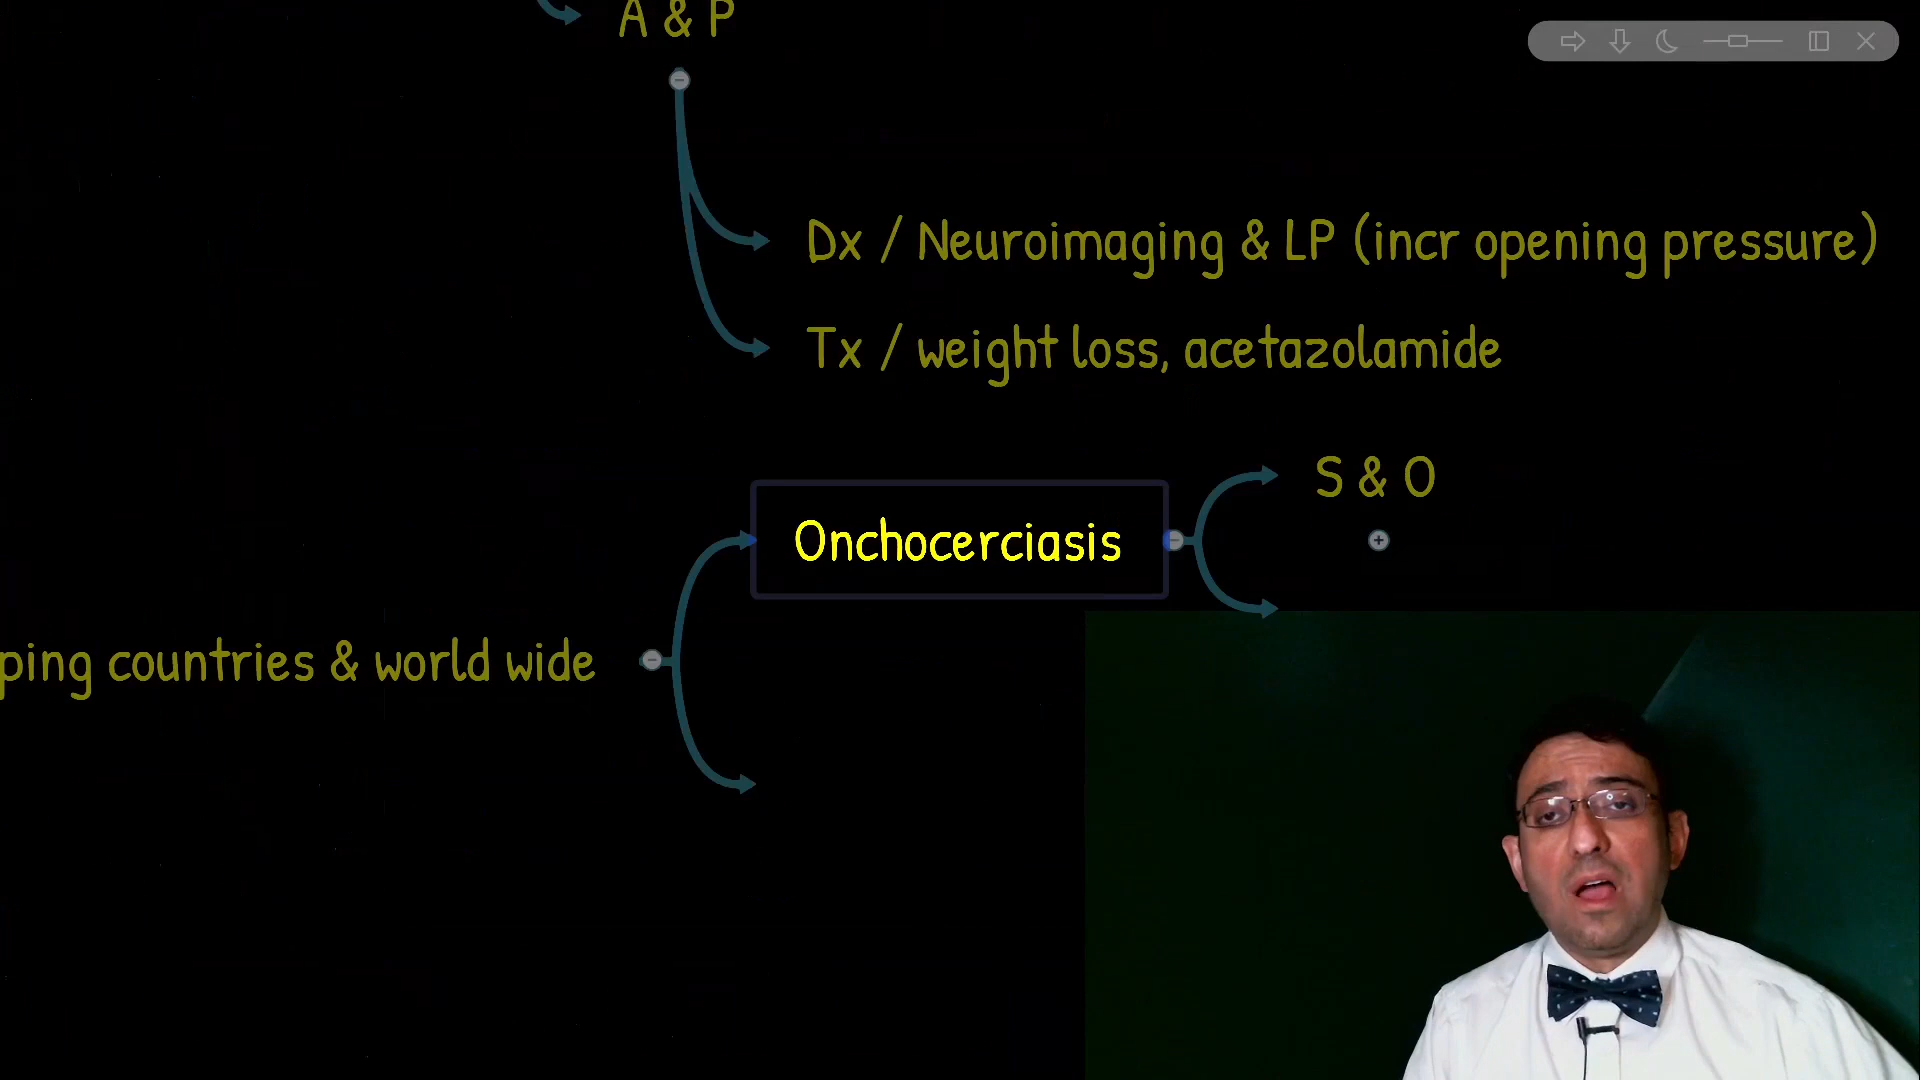 A & P
Dx / Neuroimaging & LP (incr opening pressure)
Tx / weight loss, acetazolamide
S & O
Onchocerciasis
ping countries & world wide